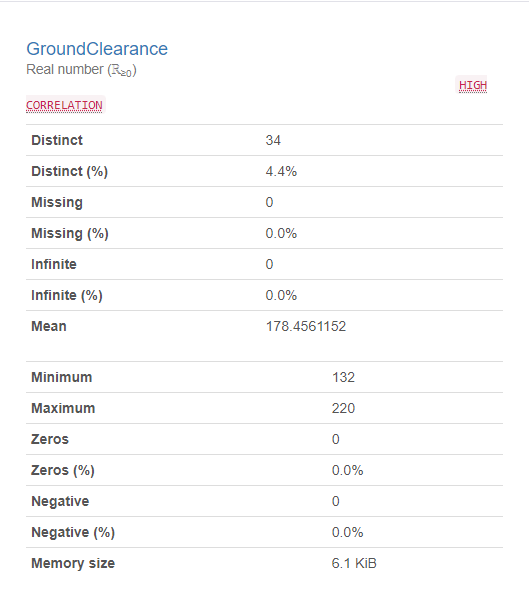 GroundClearance
Real number (ℝ≥0)
HIGH
CORRELATION
Distinct 34
Distinct (%) 4.4%
Missing 0
Missing (%) 0.0%
Infinite 0
Infinite (%) 0.0%
Mean 178.4561152
Minimum 132
Maximum 220
Zeros 0
Zeros (%) 0.0%
Negative 0
Negative (%) 0.0%
Memory size 6.1 KiB